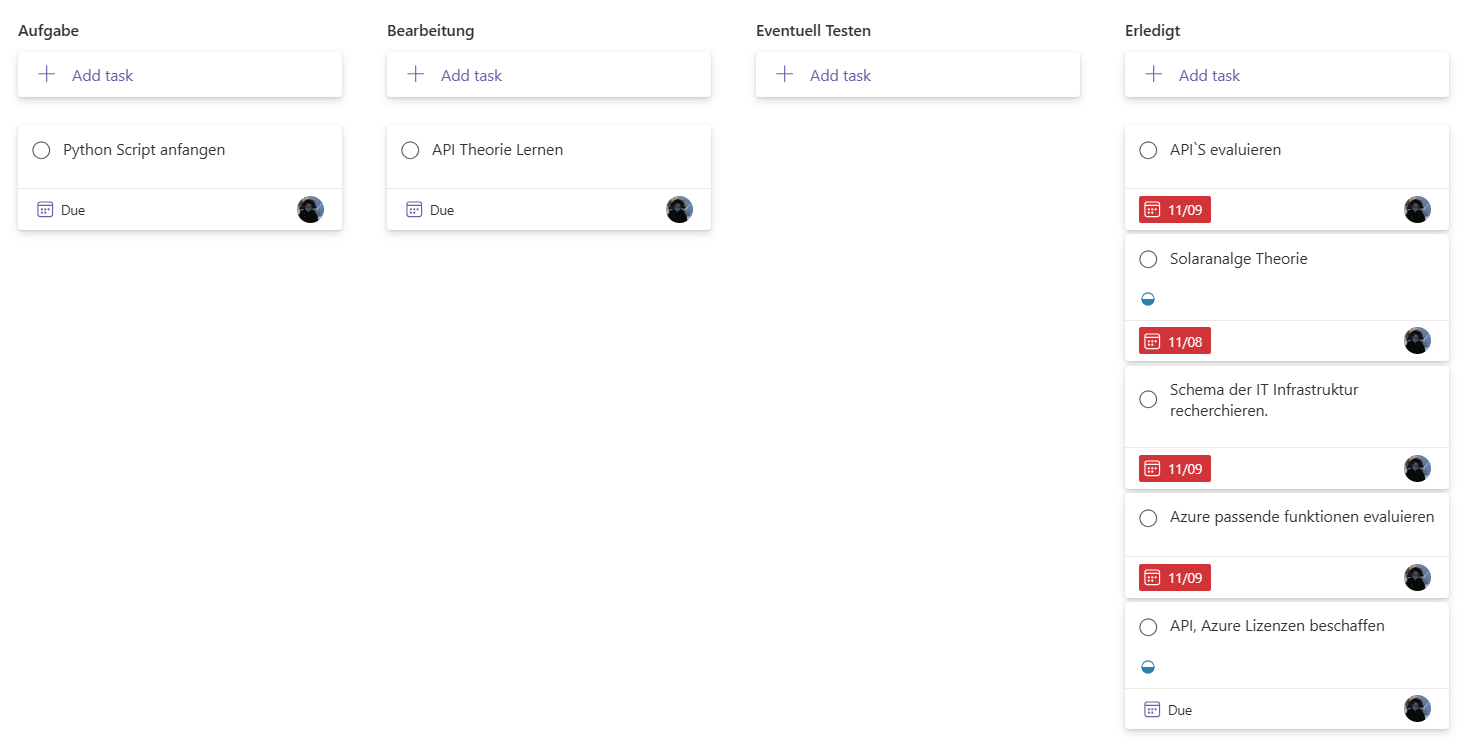 Aufgabe
Add task
Python Script anfangen
Due
Bearbeitung
Add task
API Theorie Lernen
Due
Eventuell Testen
Add task
Erledigt
Add task
API`S evaluieren
11/09
Solaranalge Theorie
11/08
Schema der IT Infrastruktur
recherchieren.
11/09
Azure passende funktionen evaluieren
11/09
API, Azure Lizenzen beschaffen
Due